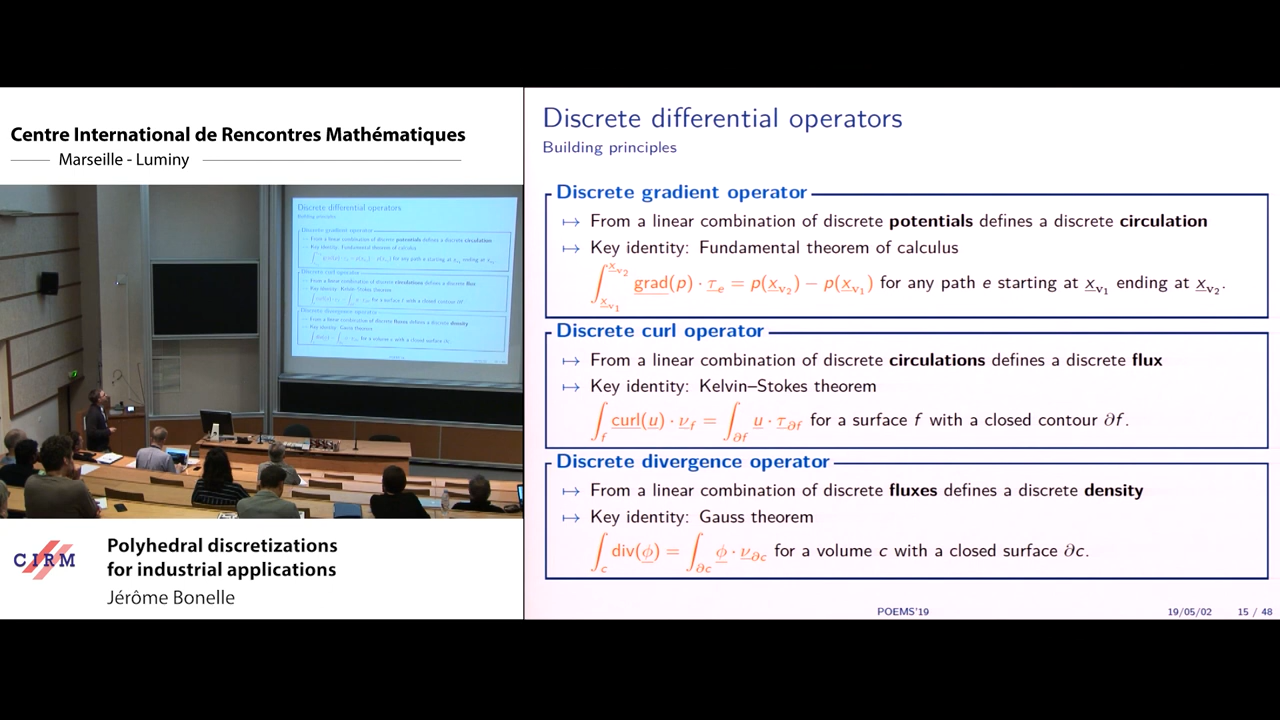 Centre International de Rencontres Mathématiques
Marseille - Luminy
CIRM
Polyhedral discretizations
for industrial applications
Jérôme Bonelle
Discrete differential operators
Building principles
Discrete gradient operator
↦ From a linear combination of discrete potentials defines a discrete circulation
↦ Key identity: Fundamental theorem of calculus
∫_{x_{v₁}}^{x_{v₂}} grad(p) · τ_e = p(x_{v₂}) − p(x_{v₁}) for any path e starting at x_{v₁} ending at x_{v₂}.
Discrete curl operator
↦ From a linear combination of discrete circulations defines a discrete flux
↦ Key identity: Kelvin–Stokes theorem
∫_f curl(u) · ν_f = ∫_{∂f} u · τ_{∂f} for a surface f with a closed contour ∂f.
Discrete divergence operator
↦ From a linear combination of discrete fluxes defines a discrete density
↦ Key identity: Gauss theorem
∫_c div(ϕ) = ∫_{∂c} ϕ · ν_{∂c} for a volume c with a closed surface ∂c.
POEMS'19 19/05/02 15 / 48